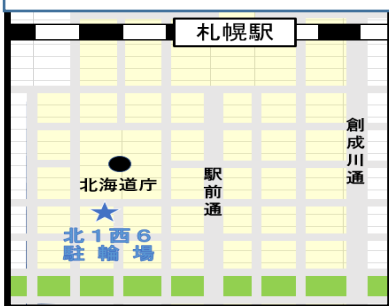 札幌駅
創成川通
駅前通
北海道庁
北1西6
駐輪場